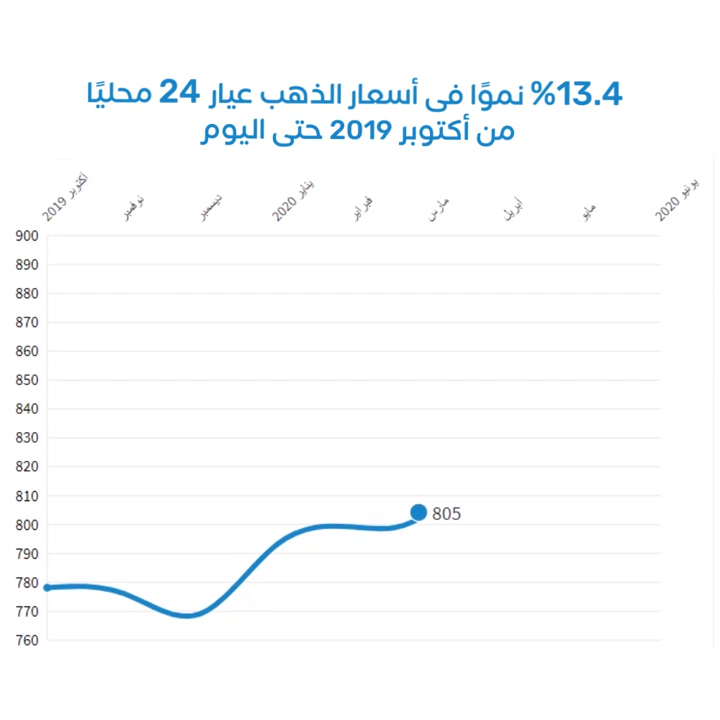 %13.4 نموًا فى أسعار الذهب عيار 24 محليًا
من أكتوبر 2019 حتى اليوم
أكتوبر 2019
نوفمبر
ديسمبر
يناير 2020
فبراير
مارس
أبريل
مايو
يونيو 2020
900
890
880
870
860
850
840
830
820
810
800
790
780
770
760
805